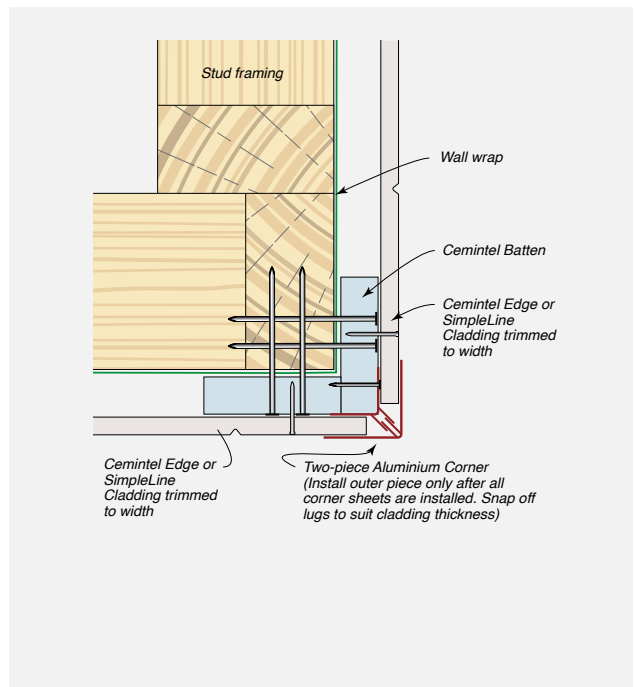 Stud framing
Wall wrap
Cemintel Batten
Cemintel Edge or
SimpleLine
Cladding trimmed
to width
Cemintel Edge or
SimpleLine
Cladding trimmed
to width
Two-piece Aluminium Corner
(Install outer piece only after all
corner sheets are installed. Snap off
lugs to suit cladding thickness)